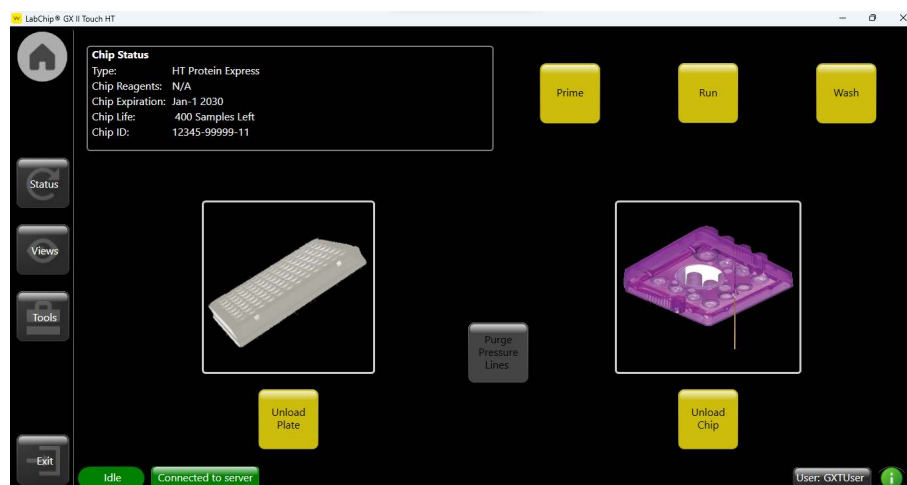 LabChip® GX II Touch HT
Chip Status
Type: HT Protein Express
Chip Reagents: N/A
Chip Expiration: Jan-1 2030
Chip Life: 400 Samples Left
Chip ID: 12345-99999-11
Prime
Run
Wash
Status
Views
Tools
Purge
Pressure
Lines
Unload
Plate
Unload
Chip
Exit
Idle
Connected to server
User: GXTUser
i